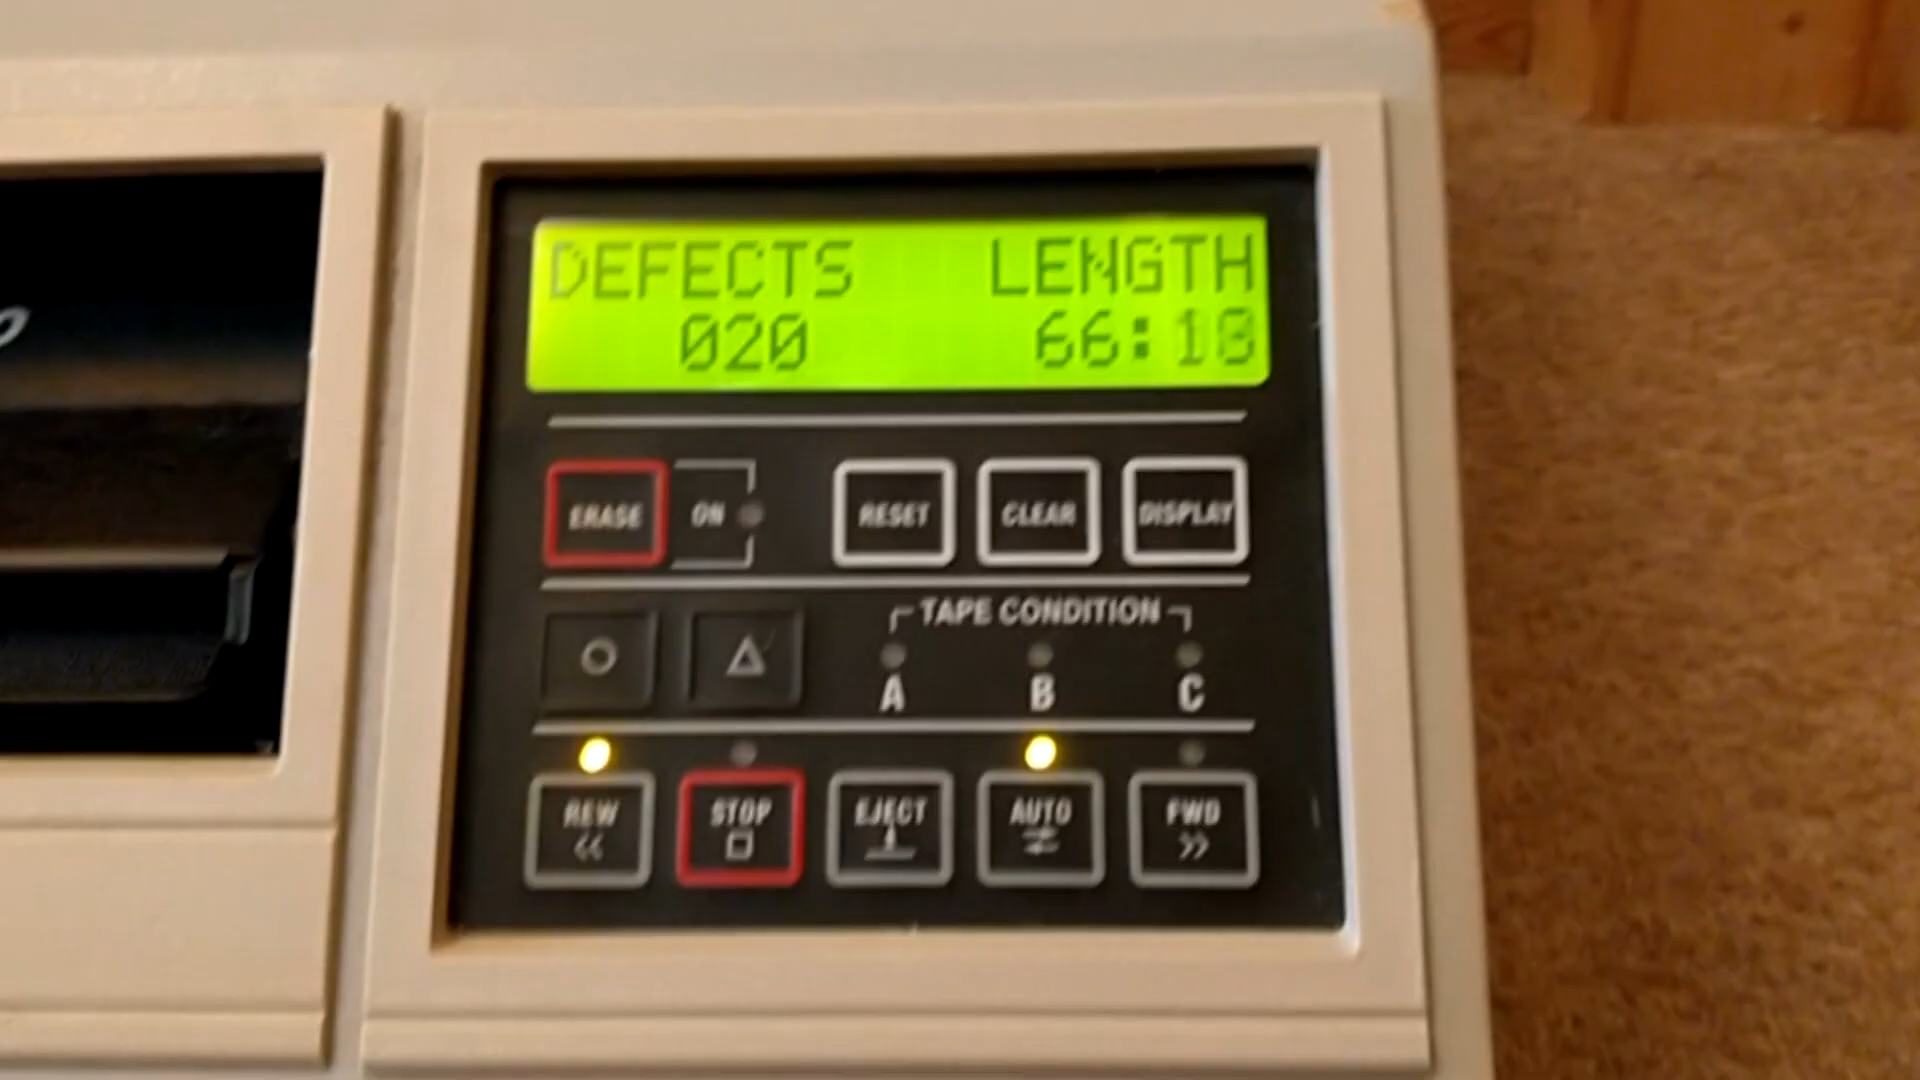 DEFECTS LENGTH
020 66:18
ERASE ON RESET CLEAR DISPLAY
TAPE CONDITION
A B C
REW STOP EJECT AUTO FWD